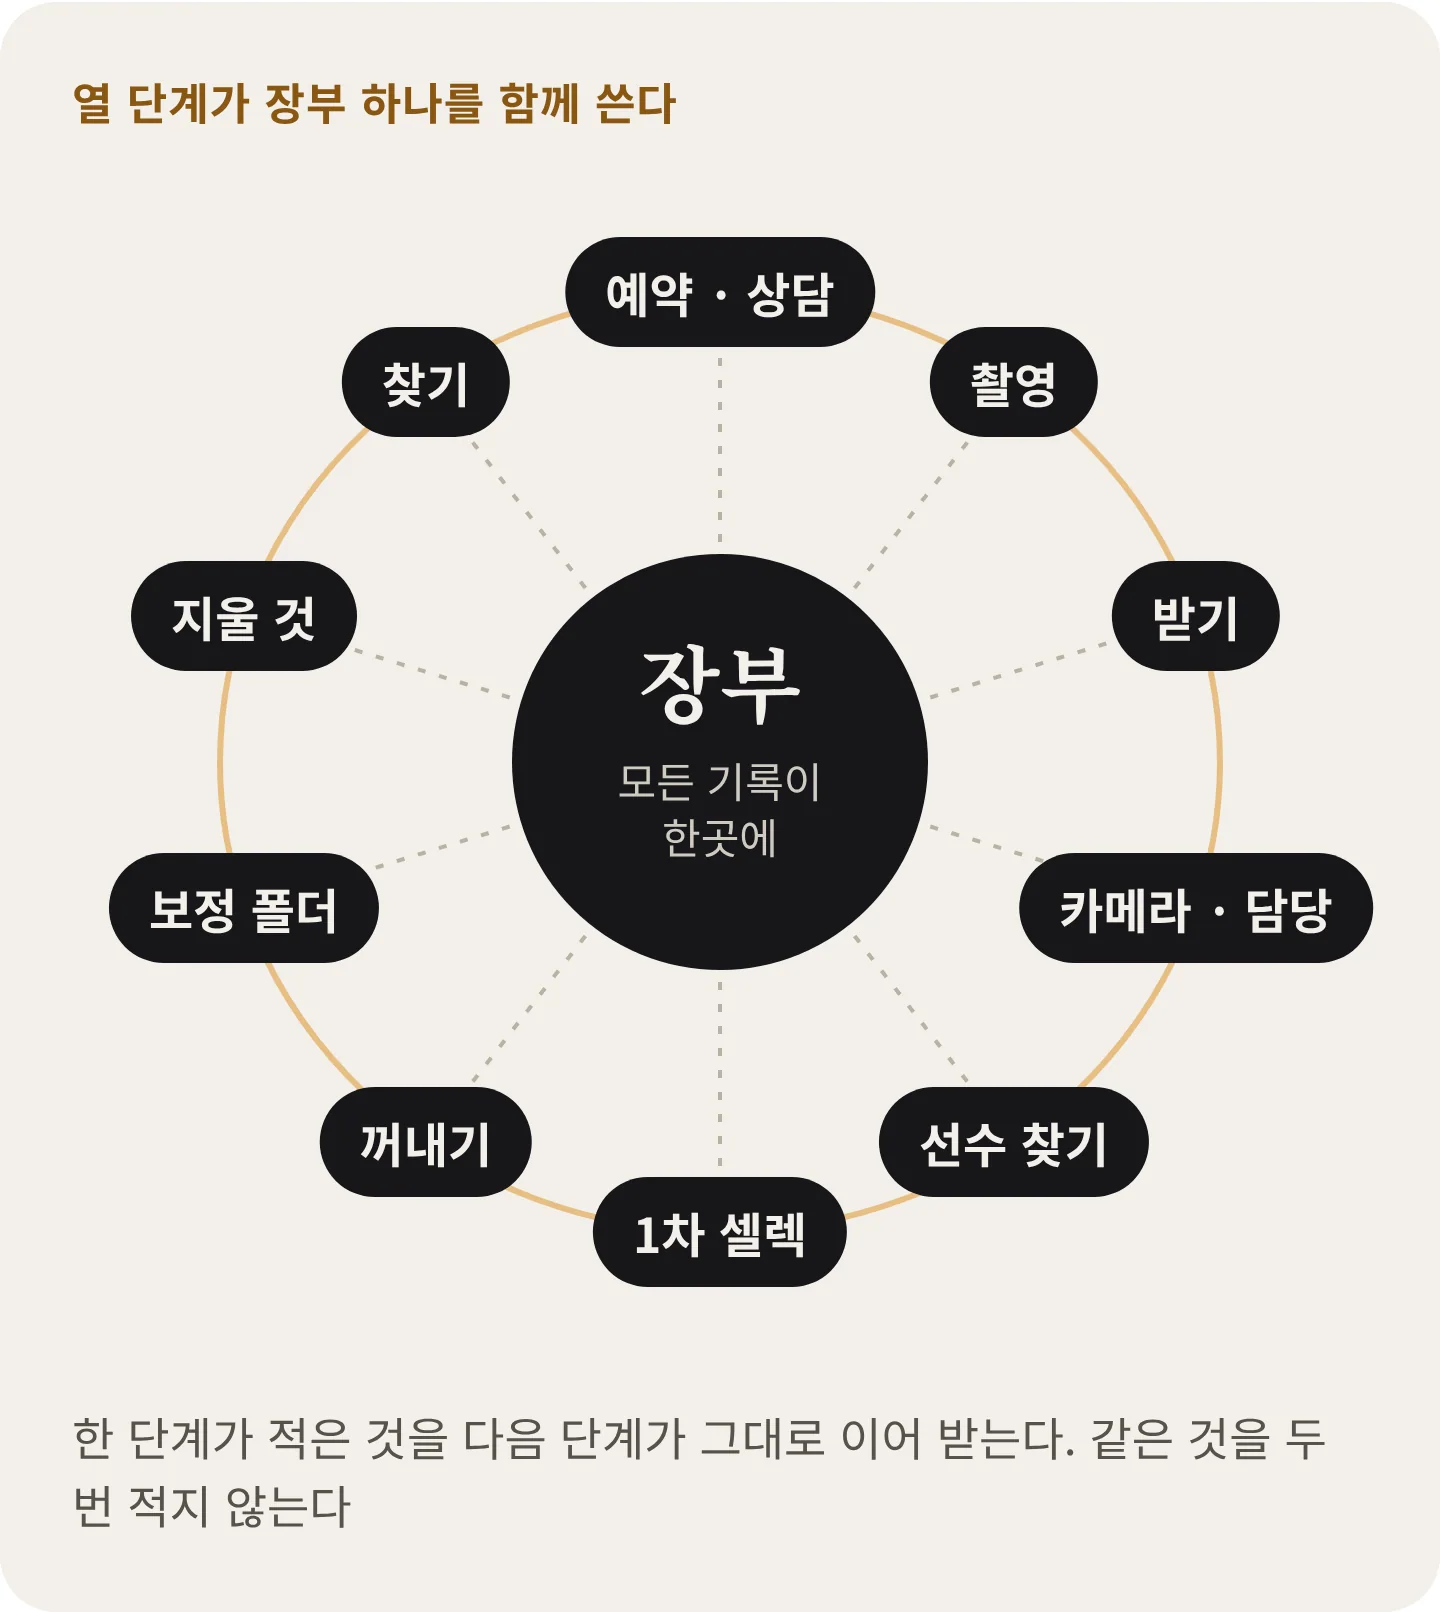 열 단계가 장부 하나를 함께 쓴다
예약 · 상담
찾기
촬영
지울 것
받기
장부
모든 기록이
한곳에
보정 폴더
카메라 · 담당
꺼내기
선수 찾기
1차 셀렉
한 단계가 적은 것을 다음 단계가 그대로 이어 받는다. 같은 것을 두
번 적지 않는다